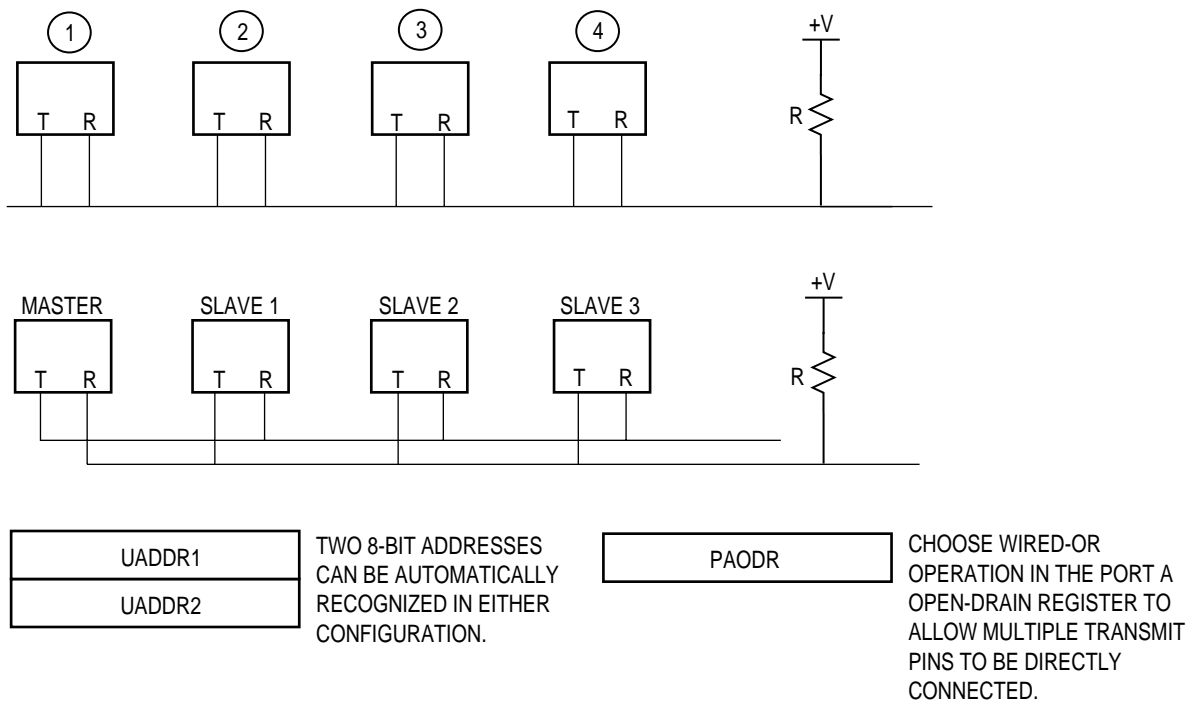 1 2 3 4 +V
T R T R T R T R R
MASTER SLAVE 1 SLAVE 2 SLAVE 3 +V
T R T R T R T R R
UADDR1
UADDR2
TWO 8-BIT ADDRESSES
CAN BE AUTOMATICALLY
RECOGNIZED IN EITHER
CONFIGURATION.
PAODR
CHOOSE WIRED-OR
OPERATION IN THE PORT A
OPEN-DRAIN REGISTER TO
ALLOW MULTIPLE TRANSMIT
PINS TO BE DIRECTLY
CONNECTED.